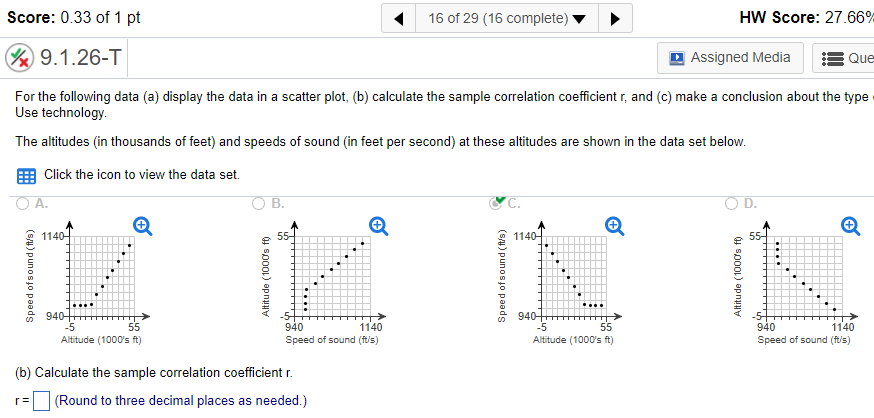 Score: 0.33 of 1 pt
16 of 29 (16 complete)
HW Score: 27.66%
9.1.26-T
Assigned Media
Que
For the following data (a) display the data in a scatter plot, (b) calculate the sample correlation coefficient r, and (c) make a conclusion about the type
Use technology.
The altitudes (in thousands of feet) and speeds of sound (in feet per second) at these altitudes are shown in the data set below.
Click the icon to view the data set.
A.
1140
Speed of sound (ft/s)
940
-5 55
Altitude (1000's ft)
B.
55
Altitude (1000's ft)
-5
940 1140
Speed of sound (ft/s)
C.
1140
Speed of sound (ft/s)
940
-5 55
Altitude (1000's ft)
D.
55
Altitude (1000's ft)
-5
940 1140
Speed of sound (ft/s)
(b) Calculate the sample correlation coefficient r.
r= (Round to three decimal places as needed.)